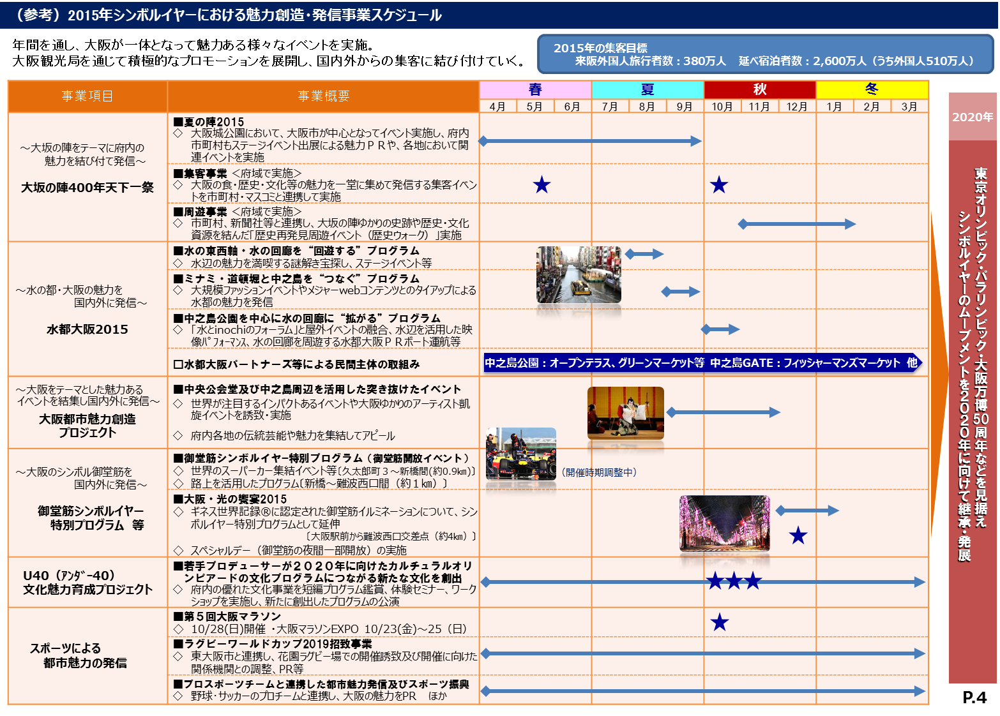 （参考）2015年シンボルイヤーにおける魅力創造・発信事業スケジュール
年間を通し、大阪が一体となって魅力ある様々なイベントを実施。
大阪観光局を通じて積極的なプロモーションを展開し、国内外からの集客に結び付けていく。
2015年の集客目標
来阪外国人旅行者数：380万人　延べ宿泊者数：2,600万人（うち外国人510万人）
事業項目 事業概要 春 夏 秋 冬
4月 5月 6月 7月 8月 9月 10月 11月 12月 1月 2月 3月
～大坂の陣をテーマに府内の
魅力を結び付て発信～
大坂の陣400年天下一祭
■夏の陣2015
◇ 大阪城公園において、大阪市が中心となってイベント実施し、府内
市町村もステージイベント出展による魅力ＰＲや、各地において関
連イベントを実施
■集客事業 ＜府域で実施＞
◇ 大阪の食・歴史・文化等の魅力を一堂に集めて発信する集客イベン
トを市町村・マスコミと連携して実施
★ ★
■周遊事業 ＜府域で実施＞
◇ 市町村、新聞社等と連携し、大坂の陣ゆかりの史跡や歴史・文化
資源を結んだ「歴史再発見周遊イベント（歴史ウォーク）」実施
～水の都・大阪の魅力を
国内外に発信～
水都大阪2015
■水の東西軸・水の回廊を“回遊する”プログラム
◇ 水辺の魅力を満喫する謎解き宝探し、ステージイベント等
■ミナミ・道頓堀と中之島を“つなぐ”プログラム
◇ 大規模ファッションイベントやメジャーwebコンテンツとのタイアップによる
水都の魅力を発信
■中之島公園を中心に水の回廊に“拡がる”プログラム
◇ 「水とinochiのフォーラム」と屋外イベントの融合、水辺を活用した映
像ﾊﾟﾌｫｰﾏﾝｽ、水の回廊を周遊する水都大阪ＰＲボート運航等
□水都大阪パートナーズ等による民間主体の取組み
中之島公園：オープンテラス、グリーンマーケット等 中之島GATE：フィッシャーマンズマーケット 他
～大阪をテーマとした魅力ある
イベントを結集し国内外に発信～
大阪都市魅力創造
プロジェクト
■中央公会堂及び中之島周辺を活用した突き抜けたイベント
◇ 世界が注目するインパクトあるイベントや大阪ゆかりのアーティスト凱
旋イベントを誘致・実施
◇ 府内各地の伝統芸能や魅力を集結してアピール
～大阪のシンボル御堂筋を
国内外に発信～
御堂筋シンボルイヤー
特別プログラム 等
■御堂筋シンボルイヤー特別プログラム（御堂筋開放イベント）
◇ 世界のスーパーカー集結イベント等〔久太郎町３～新橋間(約0.9㎞)〕
◇ 路上を活用したプログラム〔新橋～難波西口間（約１㎞）〕
（開催時期調整中）
■大阪・光の饗宴2015
◇ ギネス世界記録®に認定された御堂筋イルミネーションについて、シン
ボルイヤー特別プログラムとして延伸
〔大阪駅前から難波西口交差点（約4㎞）〕
◇ スペシャルデー（御堂筋の夜間一部開放）の実施
★
U40（ｱﾝﾀﾞｰ40）
文化魅力育成プロジェクト
■若手プロデューサーが２０２０年に向けたカルチュラルオリ
ンピアードの文化プログラムにつながる新たな文化を創出
◇ 府内の優れた文化事業を短編プログラム鑑賞、体験セミナー、ワーク
ショップを実施し、新たに創出したプログラムの公演
★★★
スポーツによる
都市魅力の発信
■第５回大阪マラソン
◇ 10/28(日)開催 ・大阪マラソンEXPO 10/23(金)～25（日）
★
■ラグビーワールドカップ2019招致事業
◇ 東大阪市と連携し、花園ラグビー場での開催誘致及び開催に向けた
関係機関との調整、PR等
■プロスポーツチームと連携した都市魅力発信及びスポーツ振興
◇ 野球・サッカーのプロチームと連携し、大阪の魅力をPR　ほか
2020年
東京オリンピック・パラリンピック・大阪万博50周年などを見据え
シンボルイヤーのムーブメントを２０２０年に向けて継承・発展
P.4